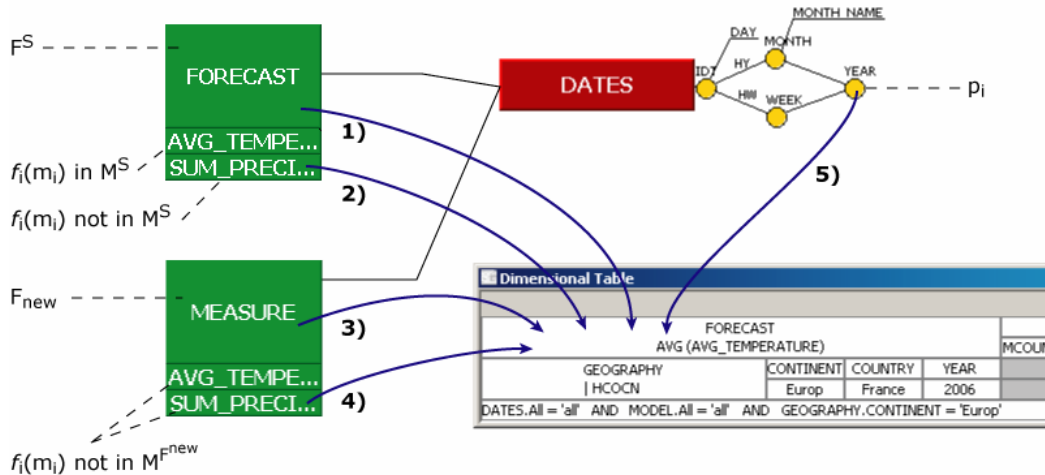 F^S
FORECAST
AVG_TEMPE...
SUM_PRECI...
f_i(m_i) in M^S
f_i(m_i) not in M^S
DATES
IDT
DAY
MONTH NAME
MONTH
HY
HW
WEEK
YEAR
p_i
1)
2)
5)
F_new
MEASURE
AVG_TEMPE...
SUM_PRECI...
3)
4)
f_i(m_i) not in M^F^new
Dimensional Table
FORECAST
AVG (AVG_TEMPERATURE)
MCOUN
GEOGRAPHY
| HCOCN
CONTINENT COUNTRY YEAR
Europ France 2006
DATES.All = 'all' AND MODEL.All = 'all' AND GEOGRAPHY.CONTINENT = 'Europ'